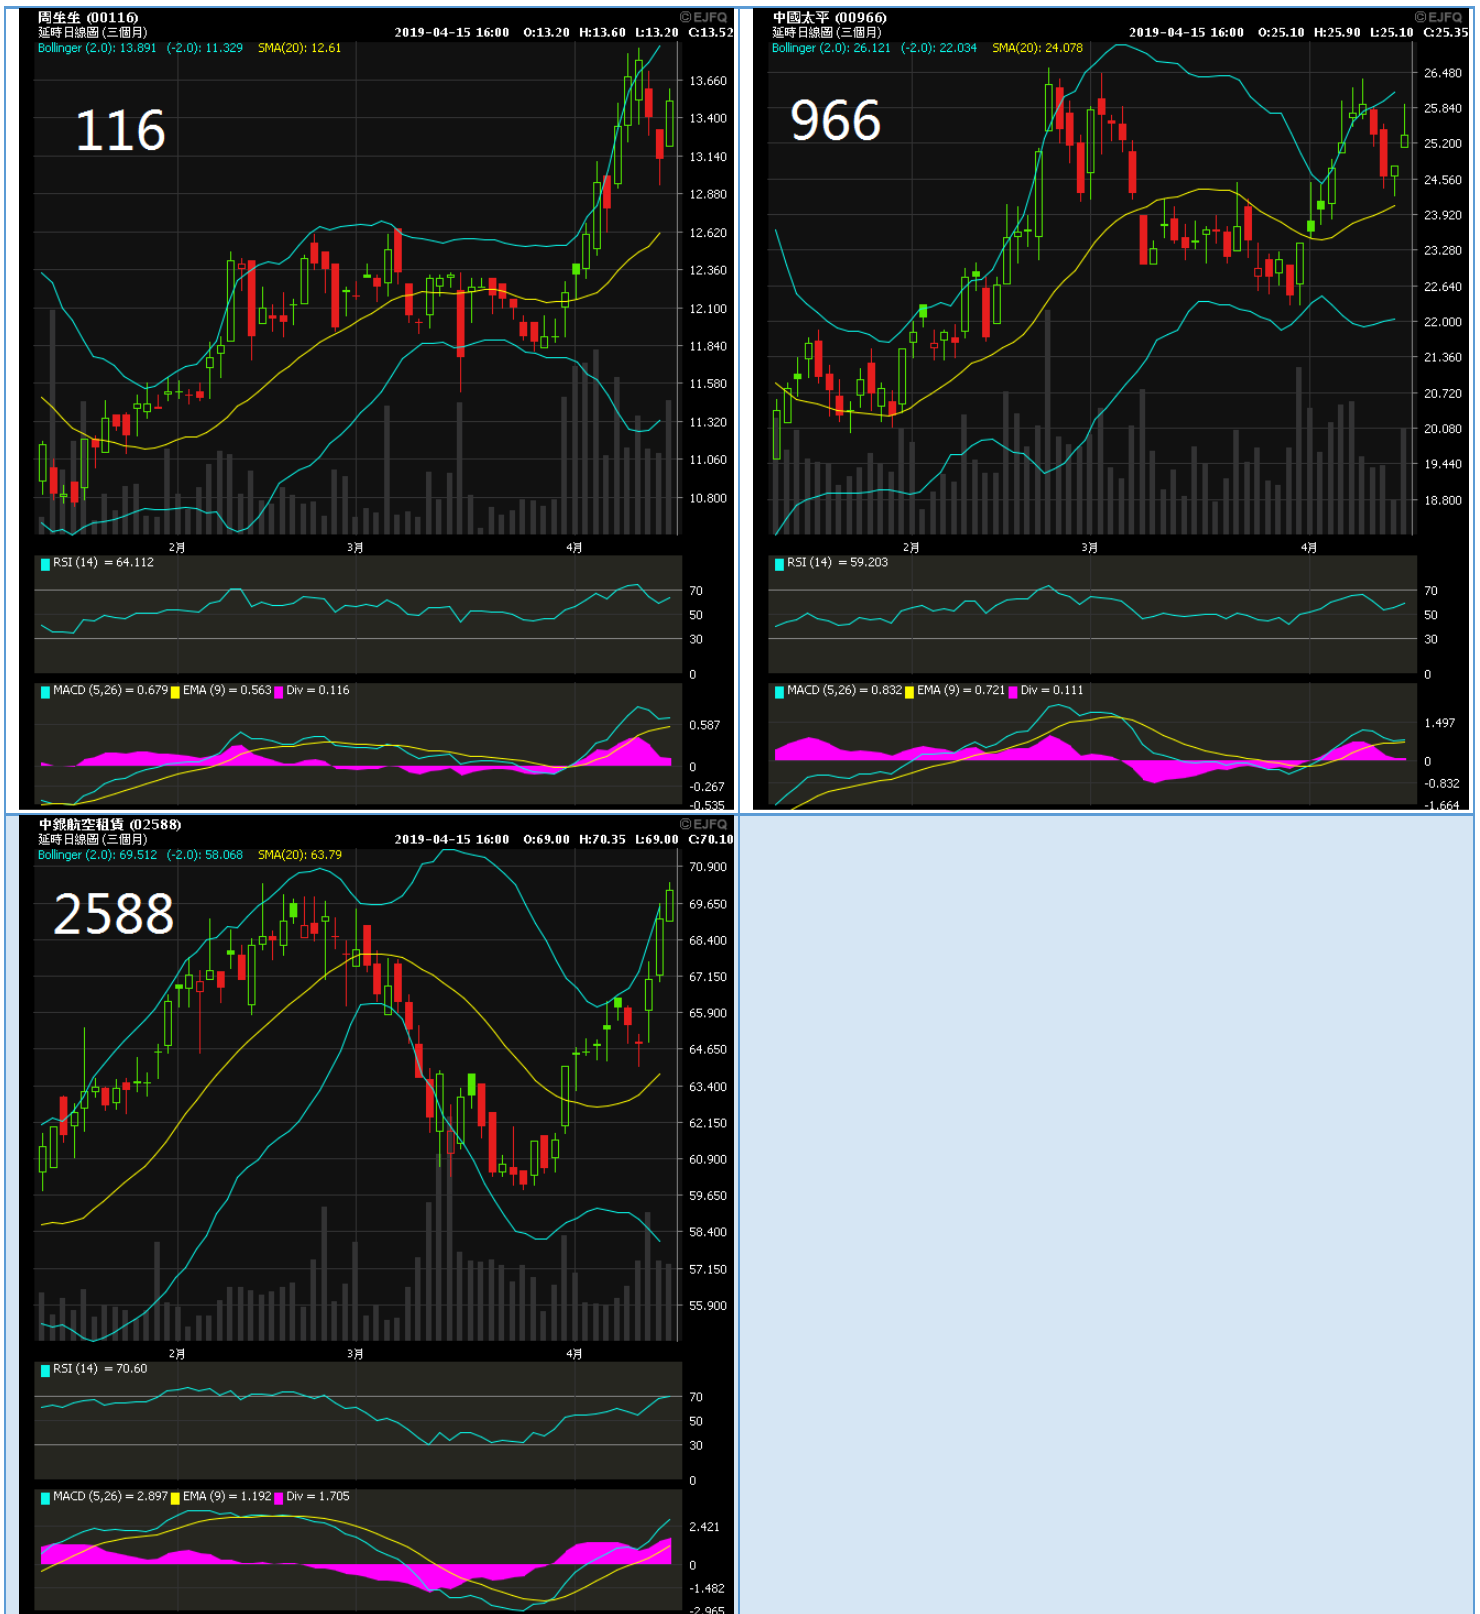 周生生 (00116)
©EJFQ
延時日線圖 (三個月)
2019-04-15 16:00 O:13.20 H:13.60 L:13.20 C:13.52
Bollinger (2.0): 13.891 (-2.0): 11.329 SMA(20): 12.61
116
13.660
13.400
13.140
12.880
12.620
12.360
12.100
11.840
11.580
11.320
11.060
10.800
2月 3月 4月
RSI (14) = 64.112
70
50
30
0
MACD (5,26) = 0.679 EMA (9) = 0.563 Div = 0.116
0.587
0
-0.267
-0.535
中國太平 (00966)
©EJFQ
延時日線圖 (三個月)
2019-04-15 16:00 O:25.10 H:25.90 L:25.10 C:25.35
Bollinger (2.0): 26.121 (-2.0): 22.034 SMA(20): 24.078
966
26.480
25.840
25.200
24.560
23.920
23.280
22.640
22.000
21.360
20.720
20.080
19.440
18.800
2月 3月 4月
RSI (14) = 59.203
70
50
30
0
MACD (5,26) = 0.832 EMA (9) = 0.721 Div = 0.111
1.497
0
-0.832
-1.664
中銀航空租賃 (02588)
©EJFQ
延時日線圖 (三個月)
2019-04-15 16:00 O:69.00 H:70.35 L:69.00 C:70.10
Bollinger (2.0): 69.512 (-2.0): 58.068 SMA(20): 63.79
2588
70.900
69.650
68.400
67.150
65.900
64.650
63.400
62.150
60.900
59.650
58.400
57.150
55.900
2月 3月 4月
RSI (14) = 70.60
70
50
30
0
MACD (5,26) = 2.897 EMA (9) = 1.192 Div = 1.705
2.421
0
-1.482
-2.965